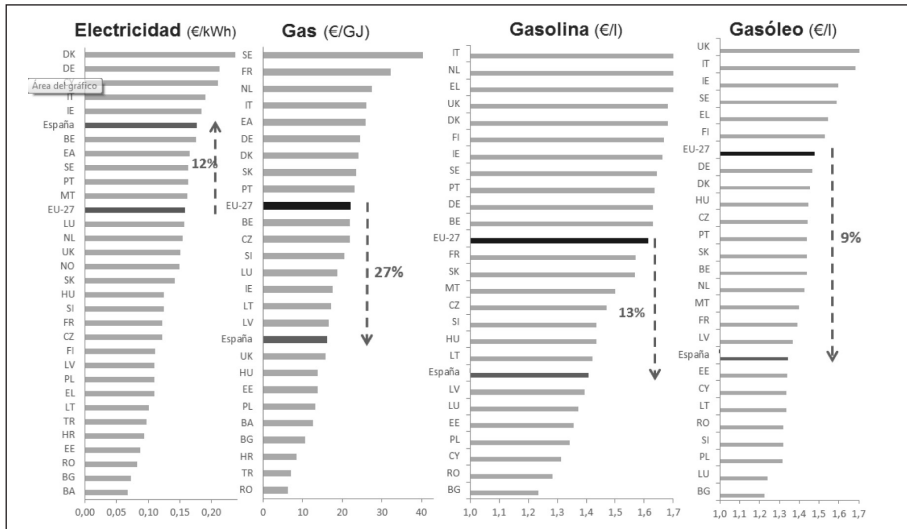 Electricidad (€/kWh)
DK
DE
Área del gráfico
IT
IE
España
BE
EA
SE
PT
MT
EU-27
LU
NL
UK
NO
SK
HU
SI
FR
CZ
FI
LV
PL
EL
LT
TR
HR
EE
RO
BG
BA
12%
0,00 0,05 0,10 0,15 0,20
Gas (€/GJ)
SE
FR
NL
IT
EA
DE
DK
SK
PT
EU-27
BE
CZ
SI
LU
IE
LT
LV
España
UK
HU
EE
PL
BA
BG
HR
TR
RO
27%
0 10 20 30 40
Gasolina (€/l)
IT
NL
EL
UK
DK
FI
IE
SE
PT
DE
BE
EU-27
FR
SK
MT
CZ
SI
HU
LT
España
LV
LU
EE
PL
CY
RO
BG
13%
1,0 1,1 1,2 1,3 1,4 1,5 1,6 1,7
Gasóleo (€/l)
UK
IT
IE
SE
EL
FI
EU-27
DE
DK
HU
CZ
PT
SK
BE
NL
MT
FR
LV
España
EE
CY
LT
RO
SI
PL
LU
BG
9%
1,0 1,1 1,2 1,3 1,4 1,5 1,6 1,7